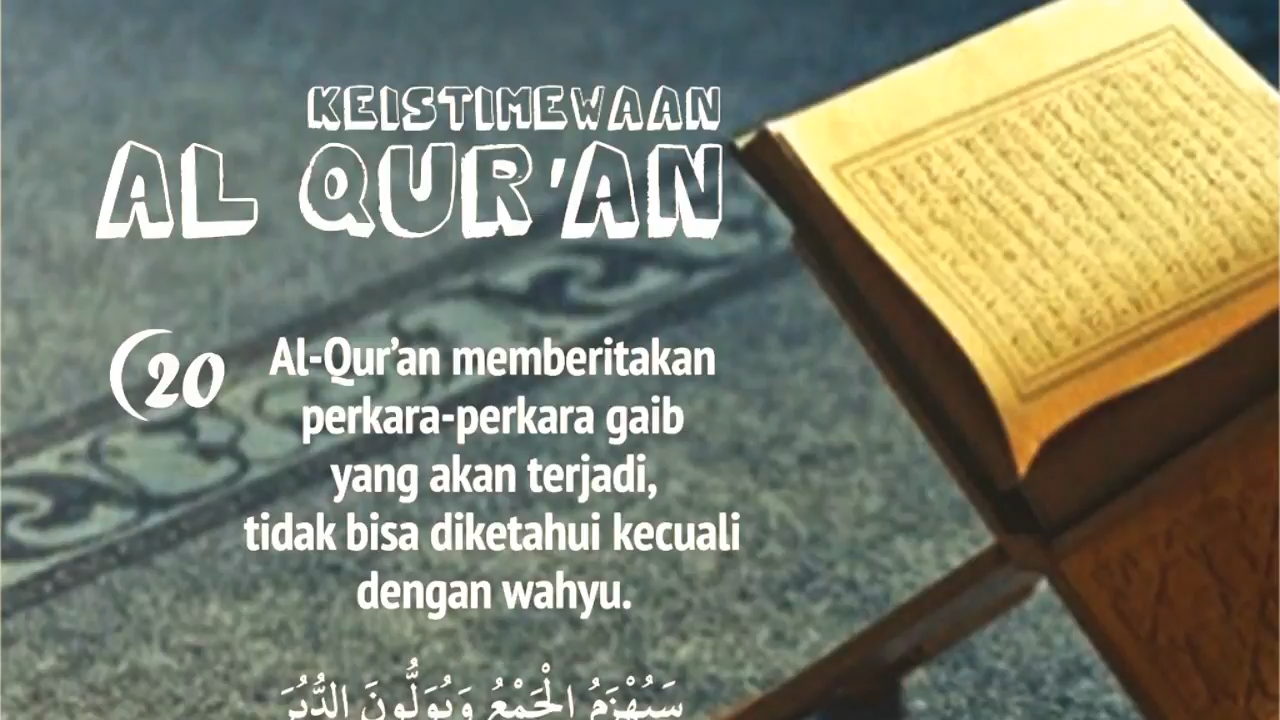 KEISTIMEWAAN
AL QUR'AN
(20
Al-Qur'an memberitakan
perkara-perkara gaib
yang akan terjadi,
tidak bisa diketahui kecuali
dengan wahyu.
سَيُهْزَمُ الْجَمْعُ وَيُوَلُّونَ الدُّبُرَ